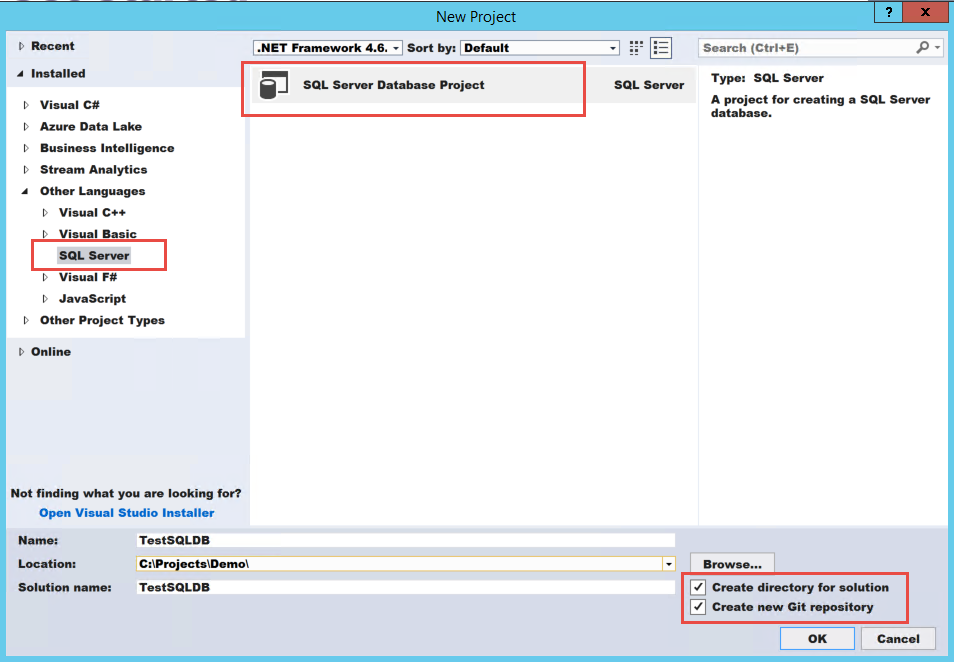 New Project
?
X
Recent
Installed
Visual C#
Azure Data Lake
Business Intelligence
Stream Analytics
Other Languages
Visual C++
Visual Basic
SQL Server
Visual F#
JavaScript
Other Project Types
Online
Not finding what you are looking for?
Open Visual Studio Installer
.NET Framework 4.6. Sort by: Default
SQL Server Database Project SQL Server
Search (Ctrl+E)
Type: SQL Server
A project for creating a SQL Server
database.
Name: TestSQLDB
Location: C:\Projects\Demo\
Browse...
Solution name: TestSQLDB
Create directory for solution
Create new Git repository
OK Cancel